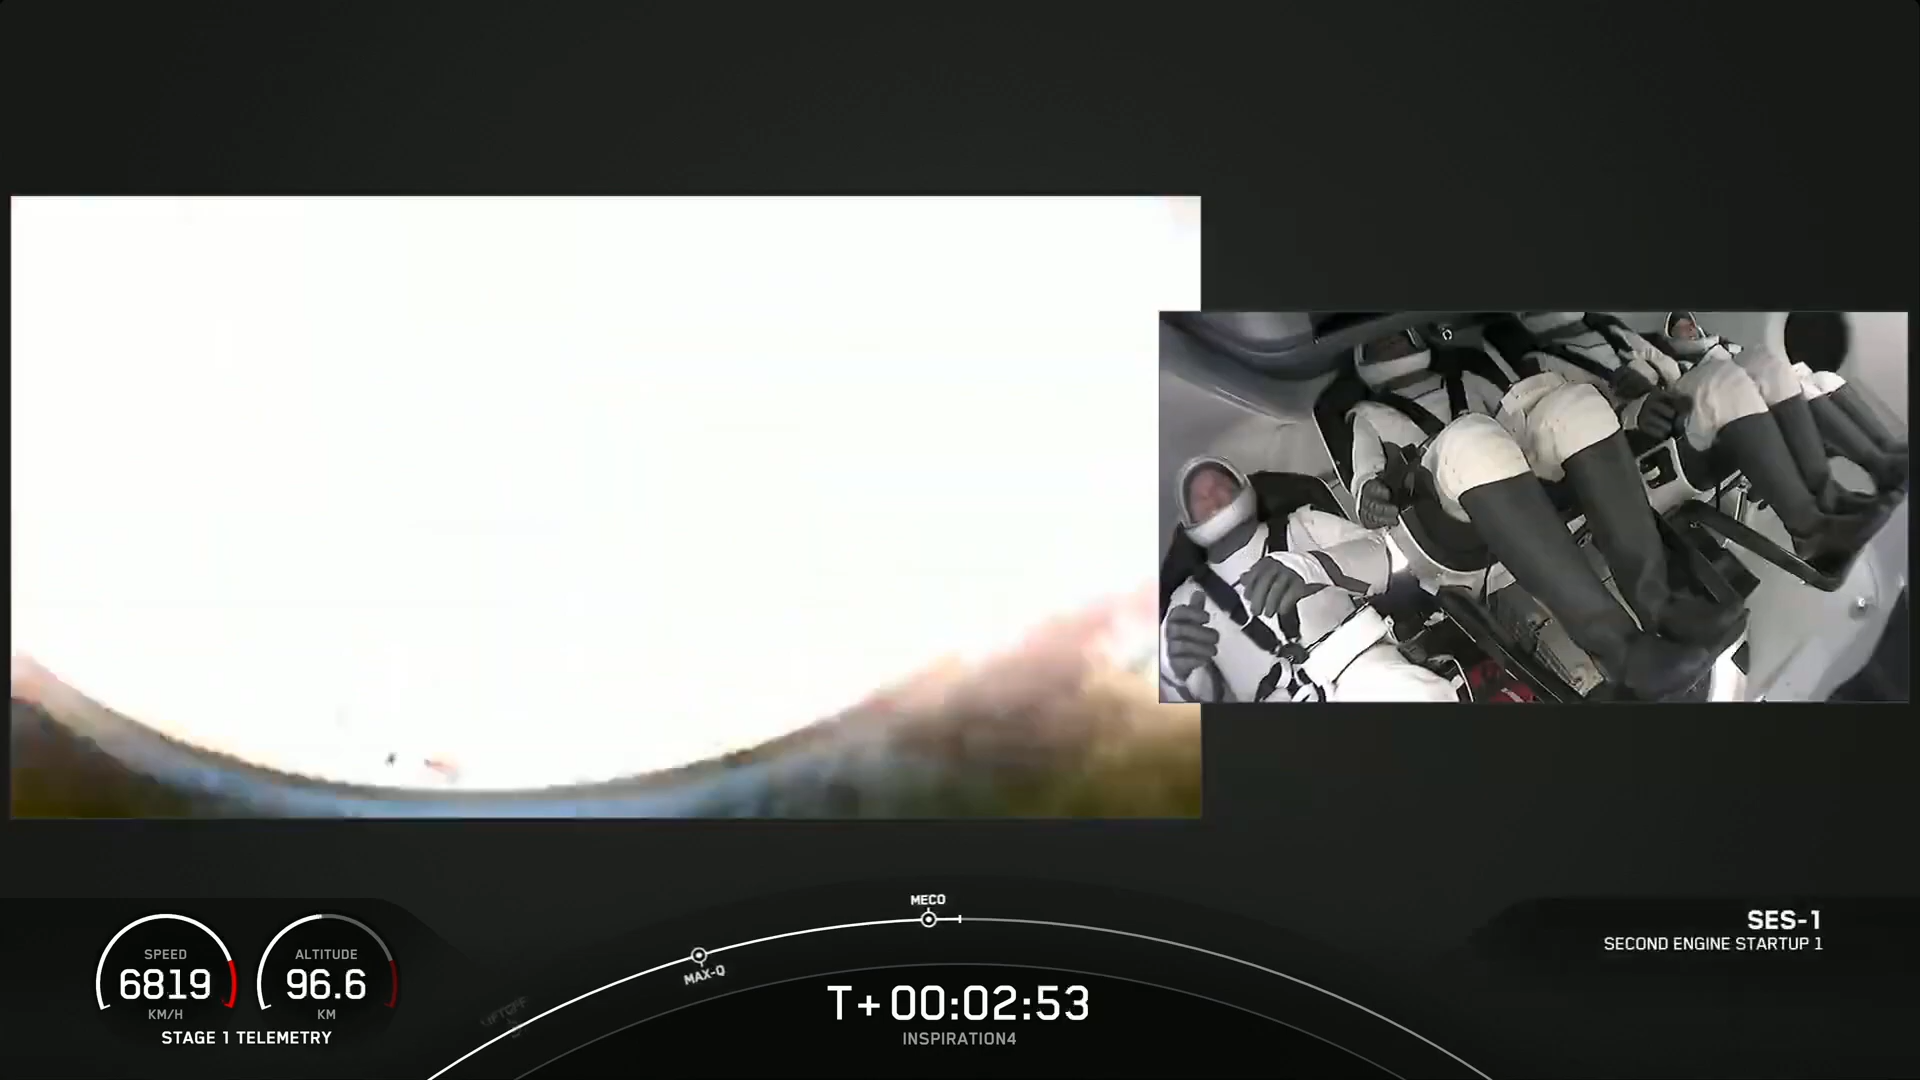 MECO
MAX-Q
LIFTOFF
SPEED
6819
KM/H
ALTITUDE
96.6
KM
STAGE 1 TELEMETRY
T+00:02:53
INSPIRATION4
SES-1
SECOND ENGINE STARTUP 1